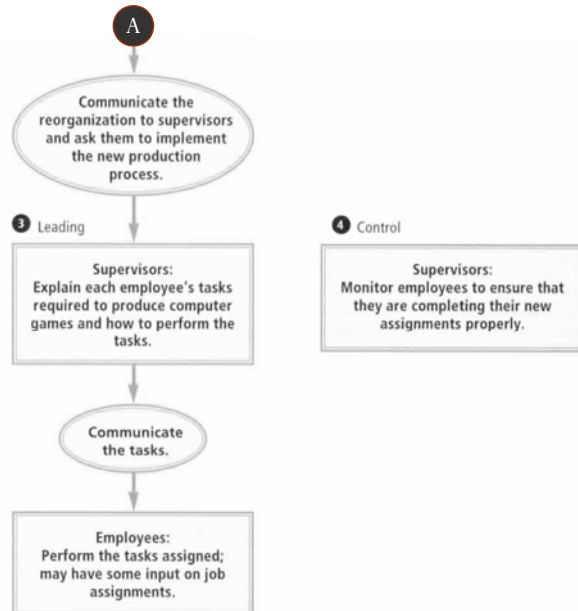 A
Communicate the
reorganization to supervisors
and ask them to implement
the new production
process.
3 Leading
Supervisors:
Explain each employee's tasks
required to produce computer
games and how to perform the
tasks.
4 Control
Supervisors:
Monitor employees to ensure that
they are completing their new
assignments properly.
Communicate
the tasks.
Employees:
Perform the tasks assigned;
may have some input on job
assignments.